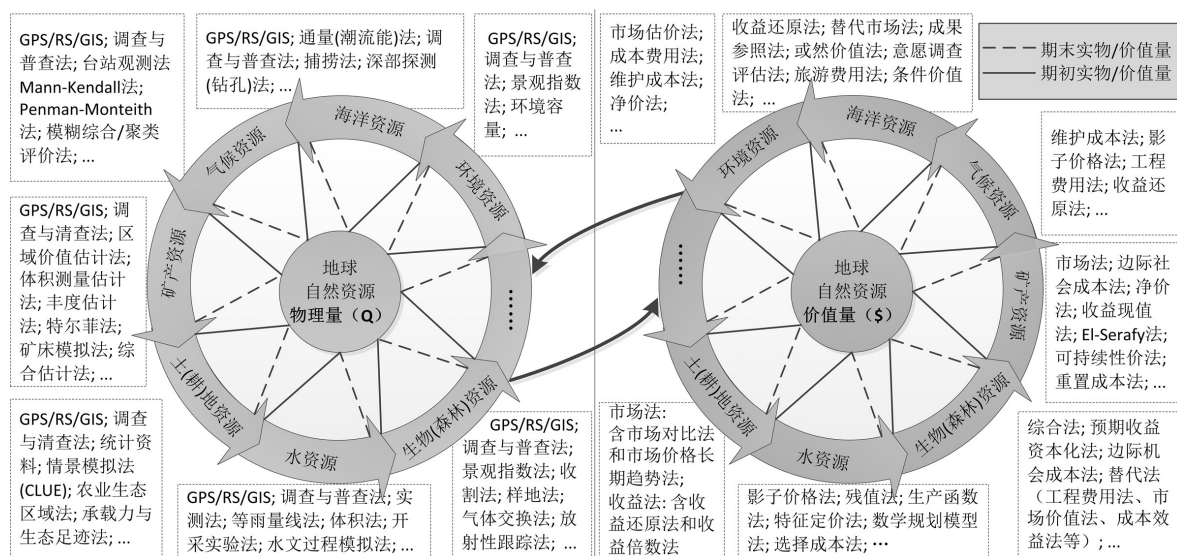 GPS/RS/GIS; 调查与
普查法; 台站观测法
Mann-Kendall法;
Penman-Monteith
法; 模糊综合/聚类
评价法; ...
GPS/RS/GIS; 通量(潮流能)法; 调
查与普查法; 捕捞法; 深部探测
(钻孔)法; ...
GPS/RS/GIS; 调
查与普查法;
景观指数
法; 环境容
量; ...
GPS/RS/GIS; 调
查与清查法; 区
域价值估计法;
体积测量估计
法; 丰度估计
法; 特尔菲法;
矿床模拟法; 综
合估计法; ...
GPS/RS/GIS; 调查
与清查法; 统计资
料; 情景模拟法
(CLUE); 农业生态
区域法; 承载力与
生态足迹法; ...
GPS/RS/GIS; 调查与普查法; 实
测法; 等雨量线法; 体积法; 开
采实验法; 水文过程模拟法; ...
GPS/RS/GIS;
调查与普查法;
景观指数法; 收
割法; 样地法;
气体交换法; 放
射性跟踪法; ...
气候资源
海洋资源
环境资源
......
生物(森林)资源
水资源
土(耕)地资源
矿产资源
地球
自然资源
物理量（Q）
市场估价法;
成本费用法;
维护成本法;
净价法;
...
收益还原法; 替代市场法; 成果
参照法; 或然价值法; 意愿调查
评估法; 旅游费用法; 条件价值
法; ...
期末实物/价值量
期初实物/价值量
维护成本法; 影
子价格法; 工程
费用法; 收益还
原法; ...
市场法; 边际社
会成本法; 净价
法; 收益现值
法; El-Serafy法;
可持续性价法;
重置成本法; ...
综合法; 预期收益
资本化法; 边际机
会成本法; 替代法
（工程费用法、市
场价值法、成本效
益法等）; ...
影子价格法; 残值法; 生产函数
法; 特征定价法; 数学规划模型
法; 选择成本法; ...
市场法:
含市场对比法
和市场价格长
期趋势法;
收益法: 含收
益还原法和收
益倍数法
环境资源
海洋资源
气候资源
矿产资源
生物(森林)资源
水资源
土(耕)地资源
......
地球
自然资源
价值量（$）